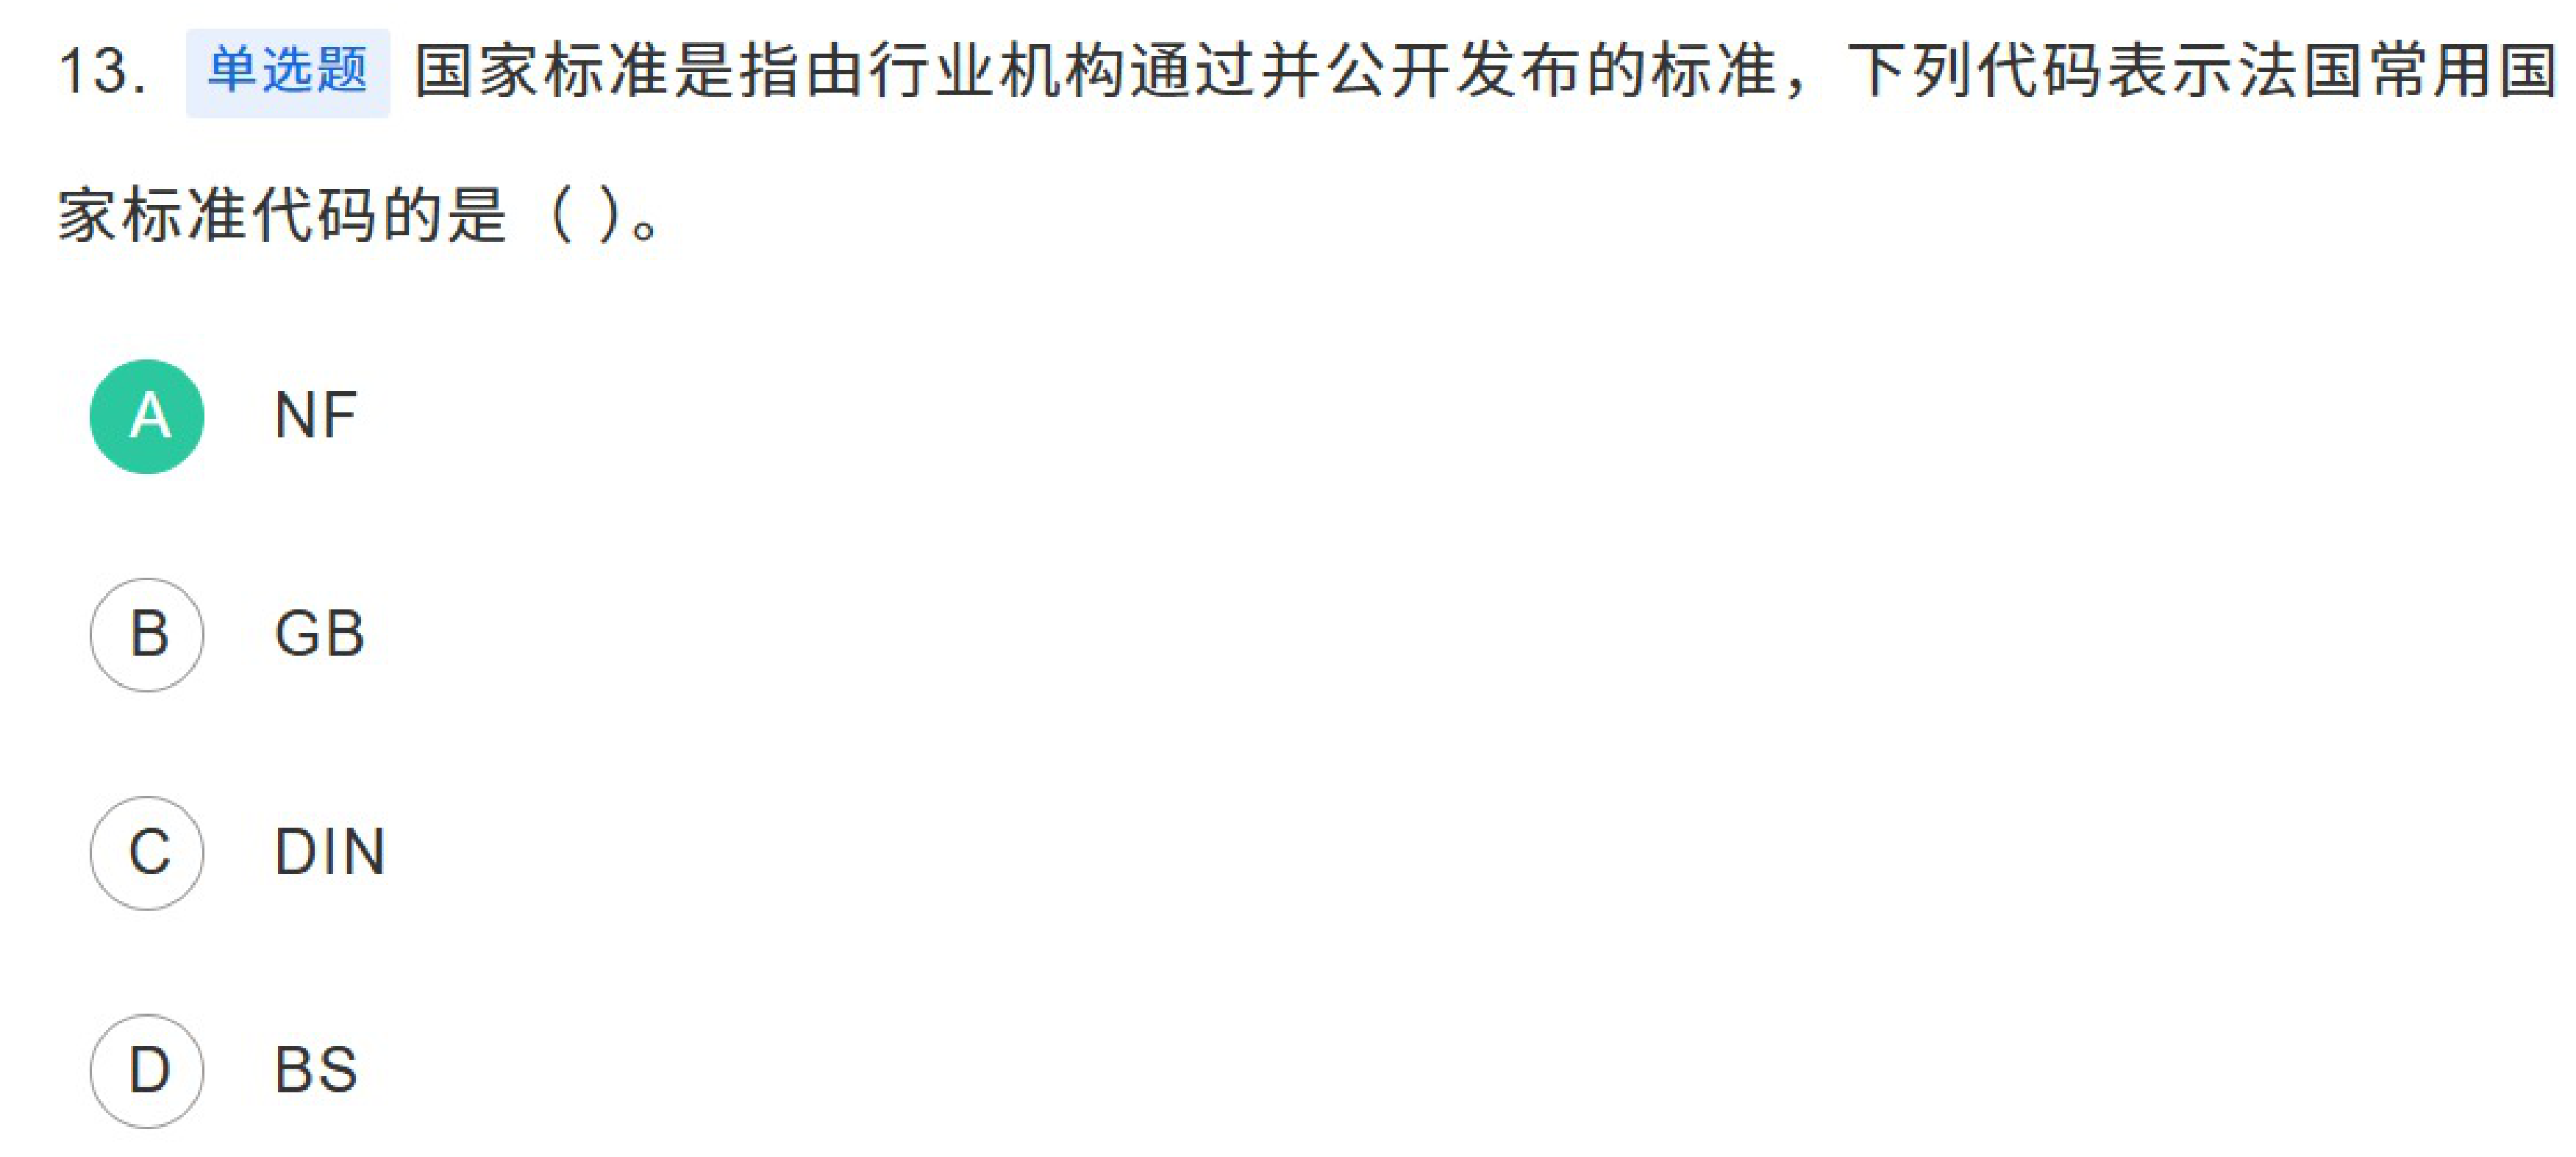 13. 单选题 国家标准是指由行业机构通过并公开发布的标准，下列代码表示法国常用国
家标准代码的是（ ）。
A NF
B GB
C DIN
D BS